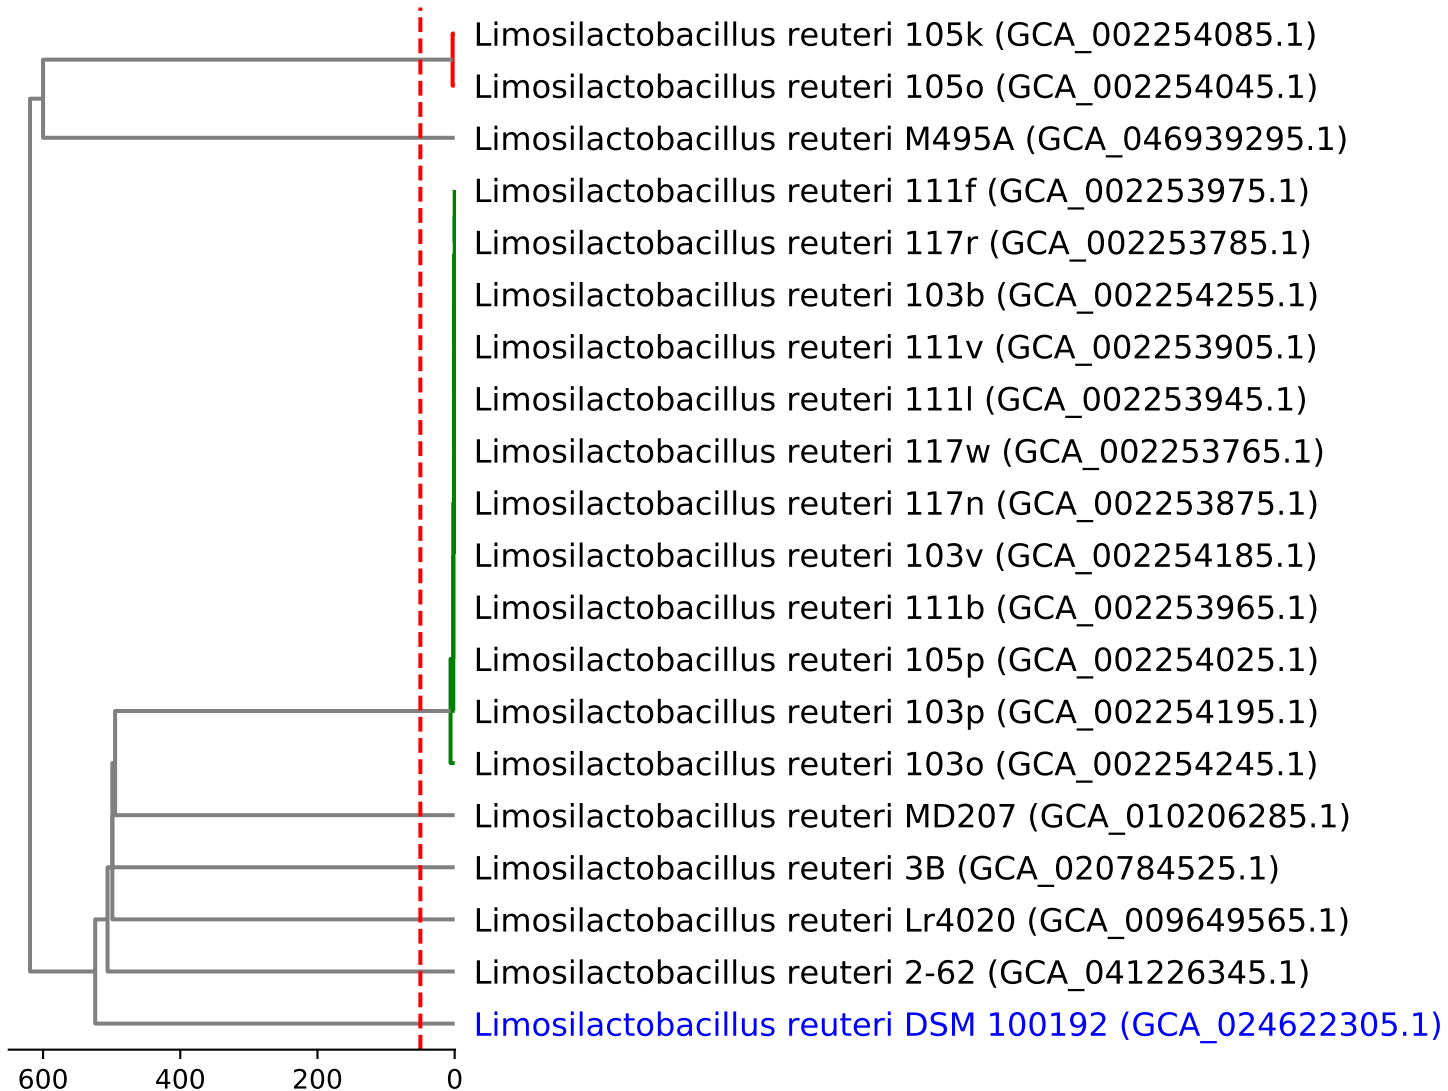 Limosilactobacillus reuteri 105k (GCA_002254085.1)
Limosilactobacillus reuteri 105o (GCA_002254045.1)
Limosilactobacillus reuteri M495A (GCA_046939295.1)
Limosilactobacillus reuteri 111f (GCA_002253975.1)
Limosilactobacillus reuteri 117r (GCA_002253785.1)
Limosilactobacillus reuteri 103b (GCA_002254255.1)
Limosilactobacillus reuteri 111v (GCA_002253905.1)
Limosilactobacillus reuteri 111l (GCA_002253945.1)
Limosilactobacillus reuteri 117w (GCA_002253765.1)
Limosilactobacillus reuteri 117n (GCA_002253875.1)
Limosilactobacillus reuteri 103v (GCA_002254185.1)
Limosilactobacillus reuteri 111b (GCA_002253965.1)
Limosilactobacillus reuteri 105p (GCA_002254025.1)
Limosilactobacillus reuteri 103p (GCA_002254195.1)
Limosilactobacillus reuteri 103o (GCA_002254245.1)
Limosilactobacillus reuteri MD207 (GCA_010206285.1)
Limosilactobacillus reuteri 3B (GCA_020784525.1)
Limosilactobacillus reuteri Lr4020 (GCA_009649565.1)
Limosilactobacillus reuteri 2-62 (GCA_041226345.1)
Limosilactobacillus reuteri DSM 100192 (GCA_024622305.1)
600 400 200 0